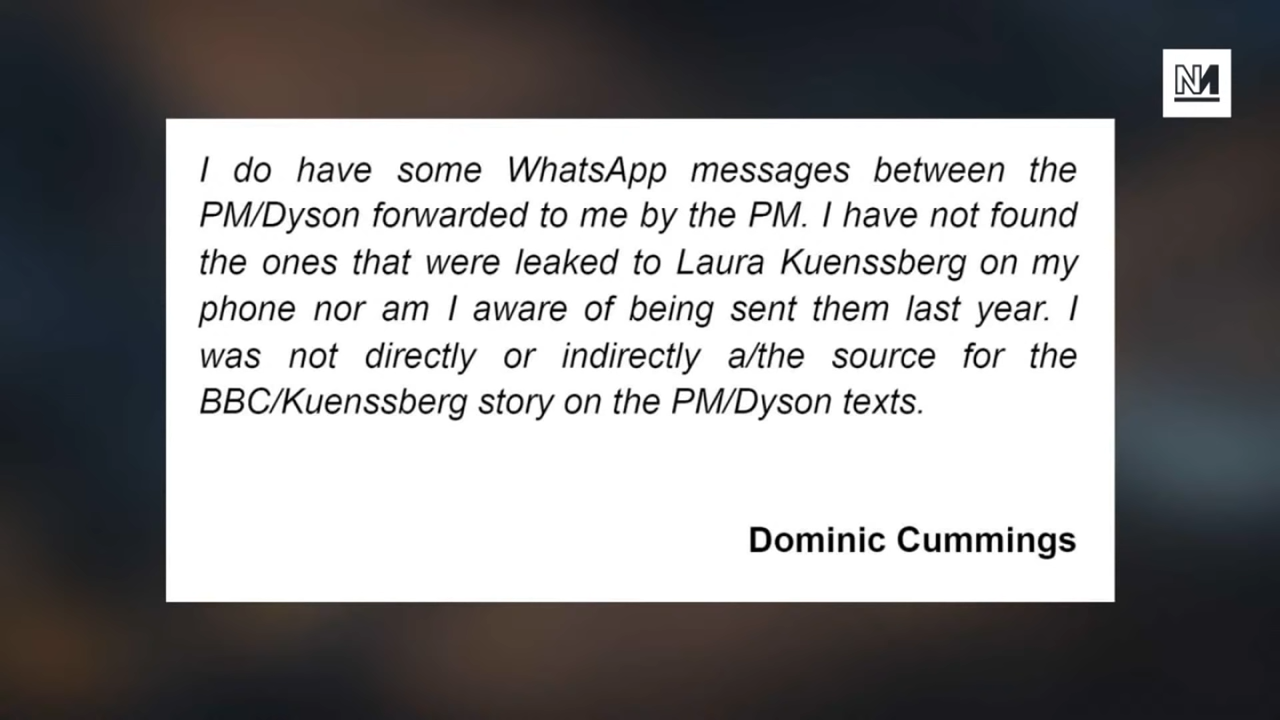 NM
I do have some WhatsApp messages between the
PM/Dyson forwarded to me by the PM. I have not found
the ones that were leaked to Laura Kuenssberg on my
phone nor am I aware of being sent them last year. I
was not directly or indirectly a/the source for the
BBC/Kuenssberg story on the PM/Dyson texts.
Dominic Cummings